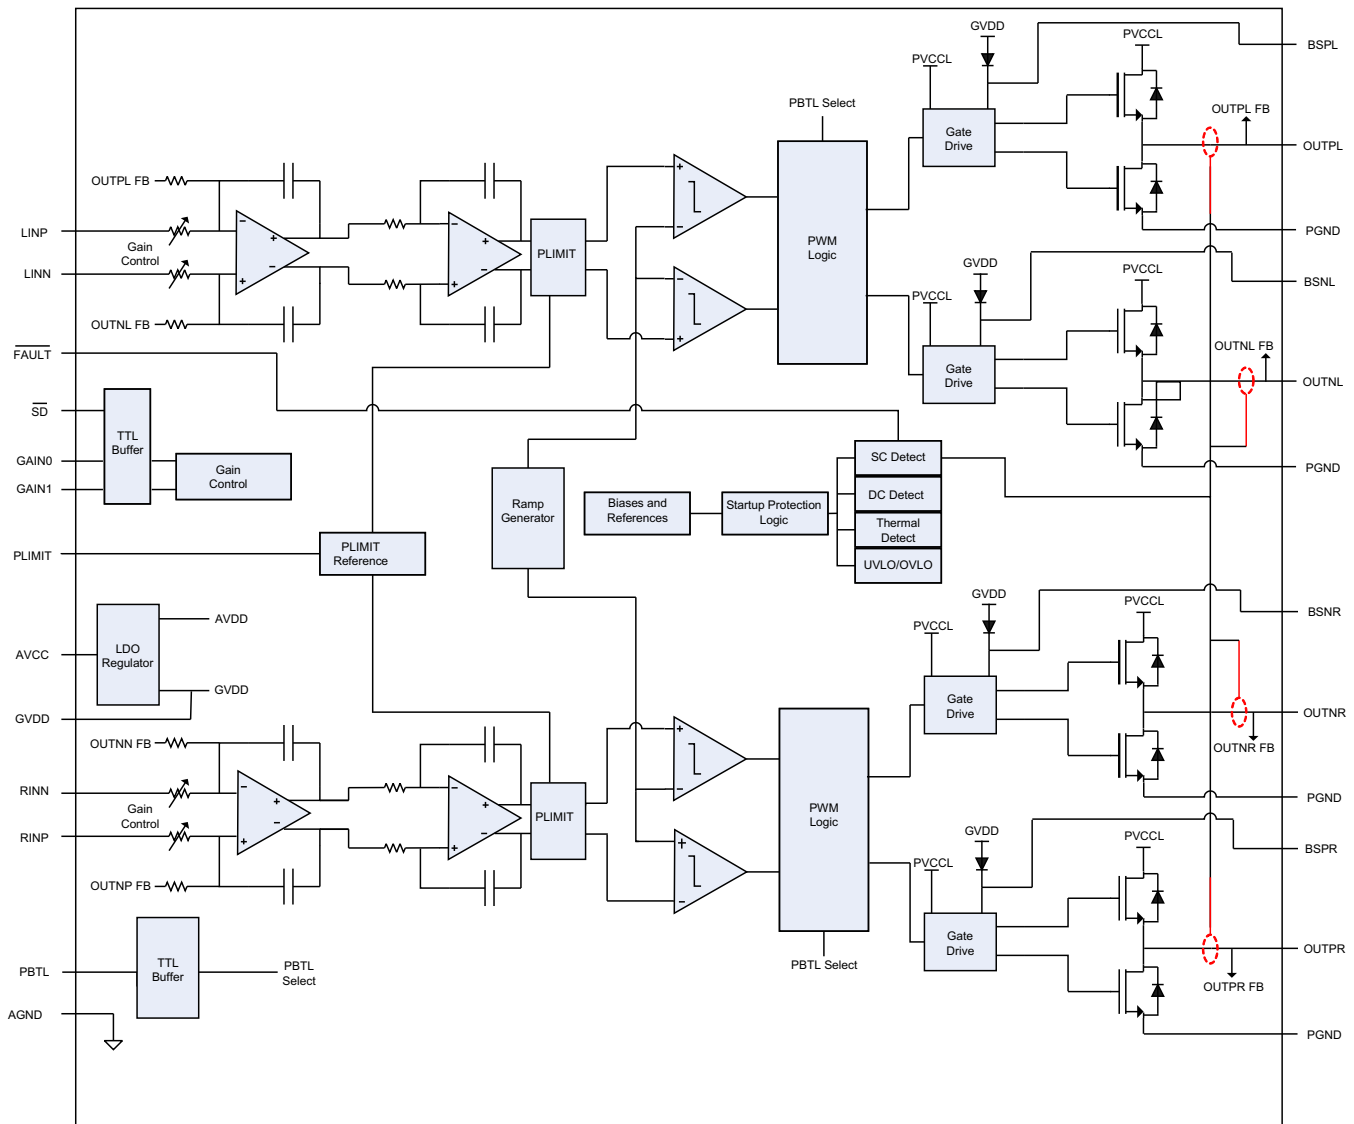 GVDD
PVCCL
BSPL
PVCCL
PBTL Select
OUTPL FB
Gate
Drive
OUTPL
OUTPL FB
+
−
LINP
Gain
Control
LINN
−
+
+
−
−
+
+
−
PLIMIT
PWM
Logic
PGND
GVDD
PVCCL
BSNL
PVCCL
−
+
OUTNL FB
FAULT
OUTNL FB
Gate
Drive
OUTNL
SD
TTL
Buffer
GAIN0
GAIN1
Gain
Control
SC Detect
DC Detect
Thermal
Detect
UVLO/OVLO
PGND
Ramp
Generator
Biases and
References
Startup Protection
Logic
PLIMIT
PLIMIT
Reference
GVDD
PVCCL
BSNR
PVCCL
AVDD
AVCC
LDO
Regulator
GVDD
GVDD
Gate
Drive
OUTNR
OUTNR FB
OUTNN FB
+
−
RINN
Gain
Control
RINP
−
+
+
−
−
+
+
−
PLIMIT
PWM
Logic
PGND
GVDD
PVCCL
BSPR
PVCCL
+
−
OUTNP FB
Gate
Drive
OUTPR
OUTPR FB
PBTL Select
PBTL
TTL
Buffer
PBTL
Select
AGND
PGND